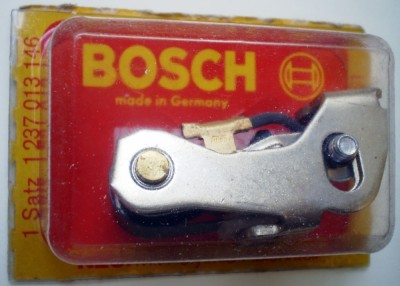 BOSCH
made in Germany.
1 Satz 1 237 013 146